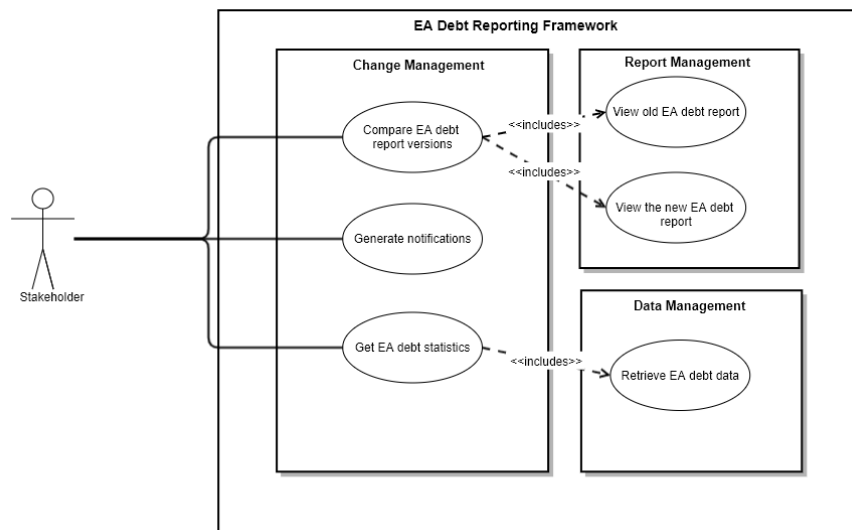 EA Debt Reporting Framework
Change Management
Compare EA debt
report versions
Generate notifications
Get EA debt statistics
Report Management
<<includes>>
View old EA debt report
<<includes>>
View the new EA debt
report
Data Management
<<includes>>
Retrieve EA debt data
Stakeholder